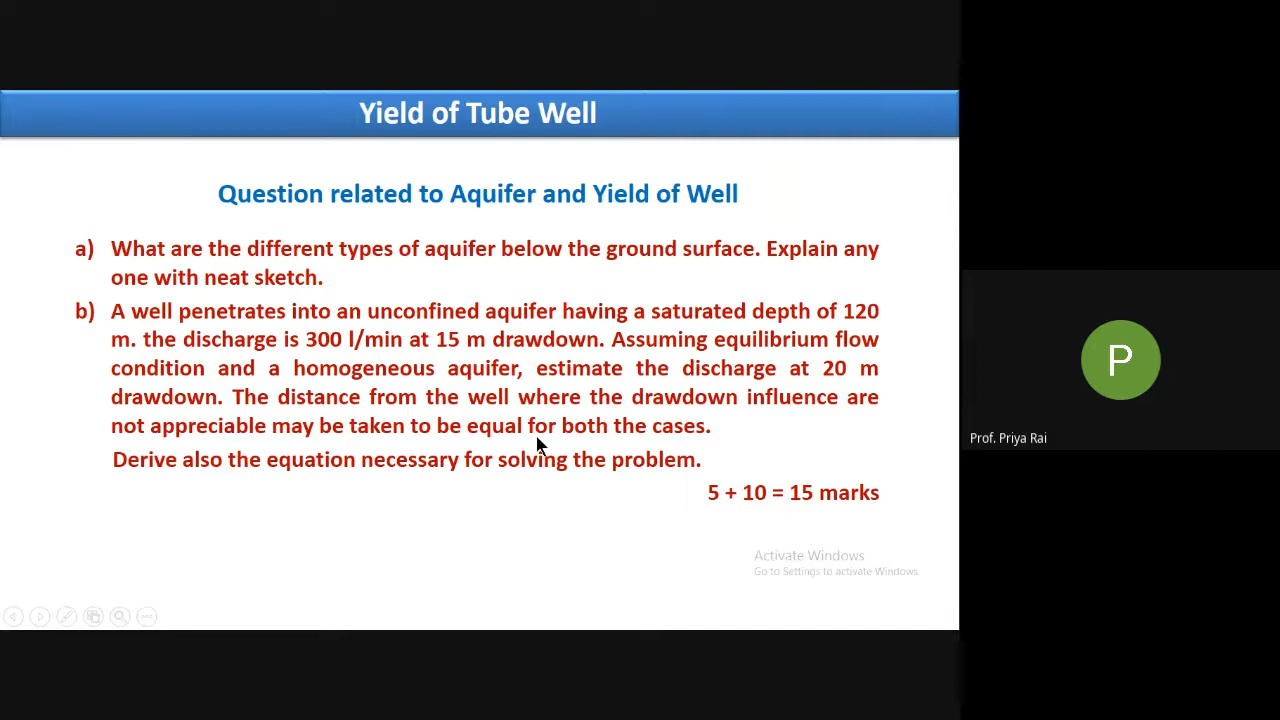 Yield of Tube Well
Question related to Aquifer and Yield of Well
a) What are the different types of aquifer below the ground surface. Explain any
one with neat sketch.
b) A well penetrates into an unconfined aquifer having a saturated depth of 120
m. the discharge is 300 l/min at 15 m drawdown. Assuming equilibrium flow
condition and a homogeneous aquifer, estimate the discharge at 20 m
drawdown. The distance from the well where the drawdown influence are
not appreciable may be taken to be equal for both the cases.
Derive also the equation necessary for solving the problem.
5 + 10 = 15 marks
Activate Windows
Go to Settings to activate Windows.
P
Prof. Priya Rai